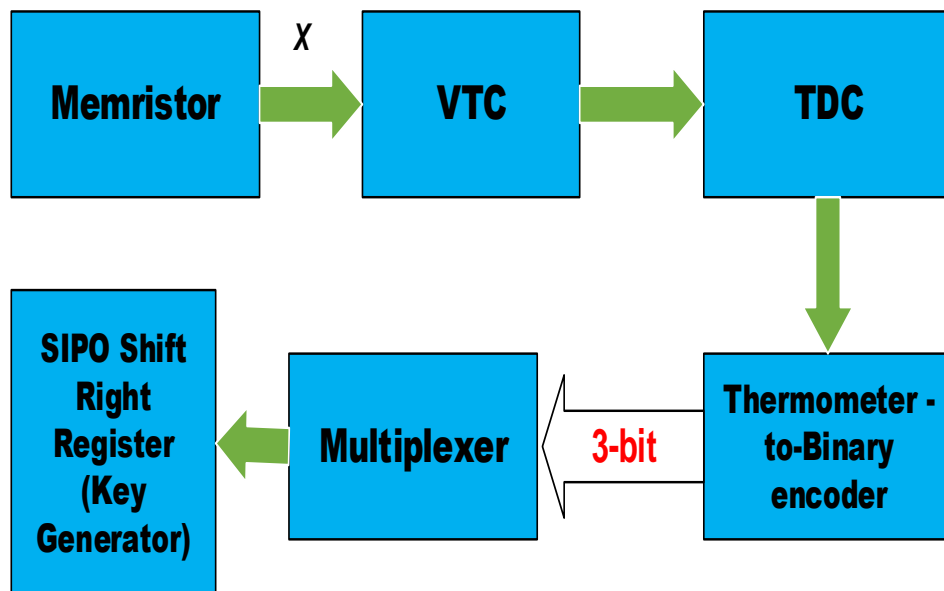 X
Memristor
VTC
TDC
SIPO Shift
Right
Register
(Key
Generator)
Multiplexer
3-bit
Thermometer -
to-Binary
encoder